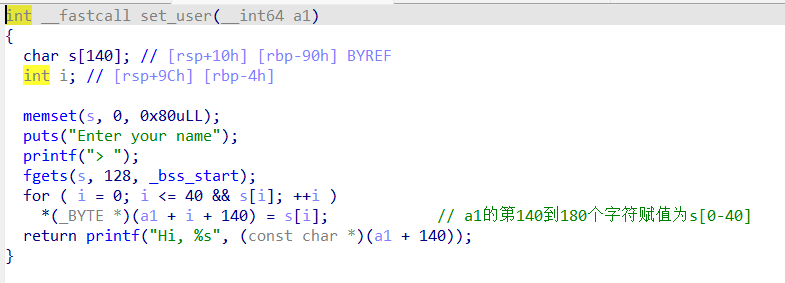 int __fastcall set_user(__int64 a1)
{
  char s[140]; // [rsp+10h] [rbp-90h] BYREF
  int i; // [rsp+9Ch] [rbp-4h]

  memset(s, 0, 0x80uLL);
  puts("Enter your name");
  printf("> ");
  fgets(s, 128, _bss_start);
  for ( i = 0; i <= 40 && s[i]; ++i )
    *(_BYTE *)(a1 + i + 140) = s[i];            // a1的第140到180个字符赋值为s[0-40]
  return printf("Hi, %s", (const char *)(a1 + 140));
}